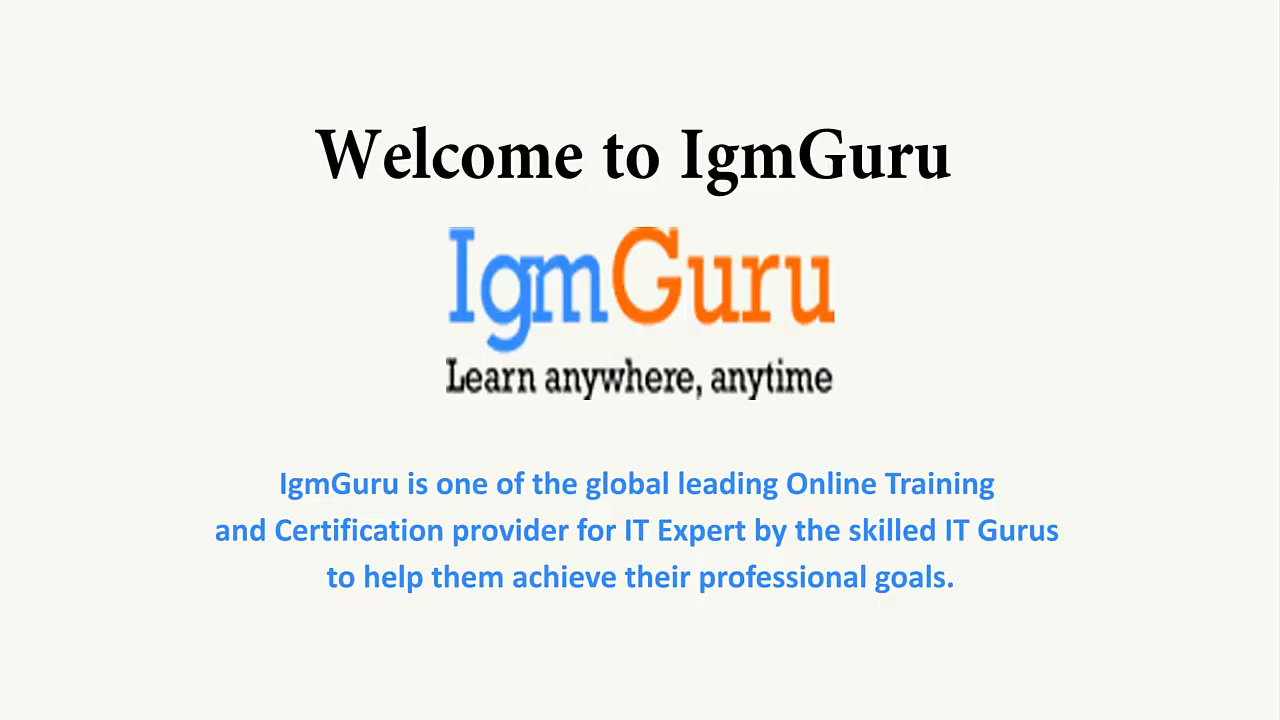 Welcome to IgmGuru
IgmGuru
Learn anywhere, anytime
IgmGuru is one of the global leading Online Training
and Certification provider for IT Expert by the skilled IT Gurus
to help them achieve their professional goals.